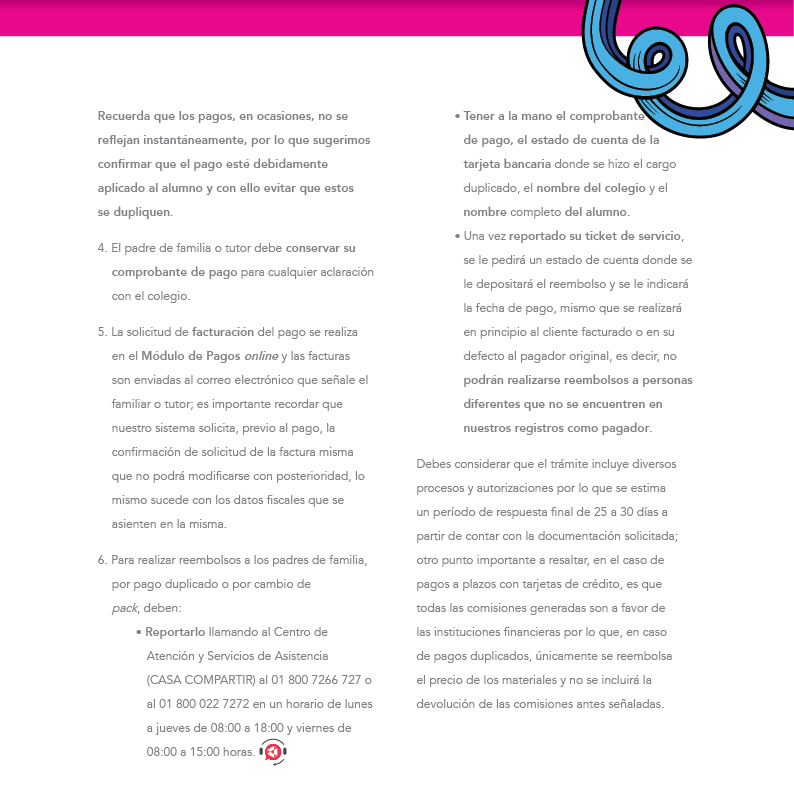 Recuerda que los pagos, en ocasiones, no se
reflejan instantáneamente, por lo que sugerimos
confirmar que el pago esté debidamente
aplicado al alumno y con ello evitar que estos
se dupliquen.
4. El padre de familia o tutor debe conservar su
comprobante de pago para cualquier aclaración
con el colegio.
5. La solicitud de facturación del pago se realiza
en el Módulo de Pagos online y las facturas
son enviadas al correo electrónico que señale el
familiar o tutor; es importante recordar que
nuestro sistema solicita, previo al pago, la
confirmación de solicitud de la factura misma
que no podrá modificarse con posterioridad, lo
mismo sucede con los datos fiscales que se
asienten en la misma.
6. Para realizar reembolsos a los padres de familia,
por pago duplicado o por cambio de
pack, deben:
• Reportarlo llamando al Centro de
Atención y Servicios de Asistencia
(CASA COMPARTIR) al 01 800 7266 727 o
al 01 800 022 7272 en un horario de lunes
a jueves de 08:00 a 18:00 y viernes de
08:00 a 15:00 horas.
• Tener a la mano el comprobante
de pago, el estado de cuenta de la
tarjeta bancaria donde se hizo el cargo
duplicado, el nombre del colegio y el
nombre completo del alumno.
• Una vez reportado su ticket de servicio,
se le pedirá un estado de cuenta donde se
le depositará el reembolso y se le indicará
la fecha de pago, mismo que se realizará
en principio al cliente facturado o en su
defecto al pagador original, es decir, no
podrán realizarse reembolsos a personas
diferentes que no se encuentren en
nuestros registros como pagador.
Debes considerar que el trámite incluye diversos
procesos y autorizaciones por lo que se estima
un período de respuesta final de 25 a 30 días a
partir de contar con la documentación solicitada;
otro punto importante a resaltar, en el caso de
pagos a plazos con tarjetas de crédito, es que
todas las comisiones generadas son a favor de
las instituciones financieras por lo que, en caso
de pagos duplicados, únicamente se reembolsa
el precio de los materiales y no se incluirá la
devolución de las comisiones antes señaladas.